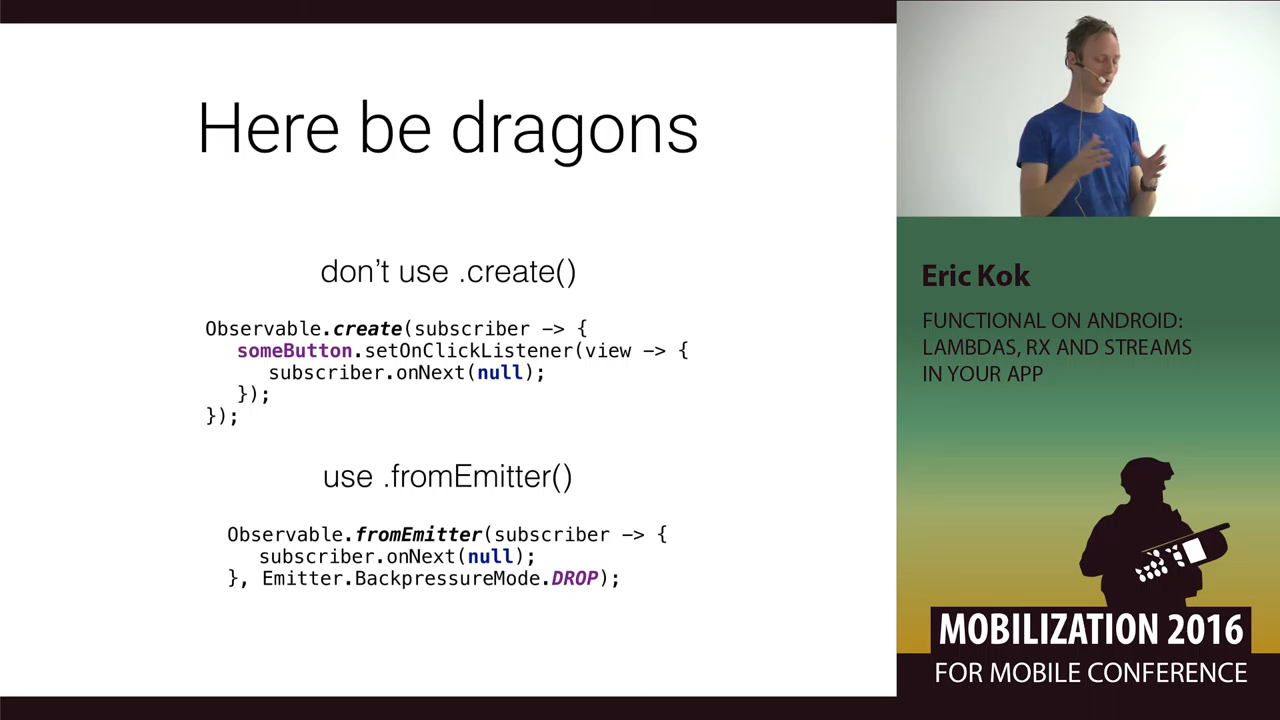 Here be dragons
don't use .create()
Observable.create(subscriber -> {
someButton.setOnClickListener(view -> {
subscriber.onNext(null);
});
});
use .fromEmitter()
Observable.fromEmitter(subscriber -> {
subscriber.onNext(null);
}, Emitter.BackpressureMode.DROP);
Eric Kok
FUNCTIONAL ON ANDROID:
LAMBDAS, RX AND STREAMS
IN YOUR APP
MOBILIZATION 2016
FOR MOBILE CONFERENCE